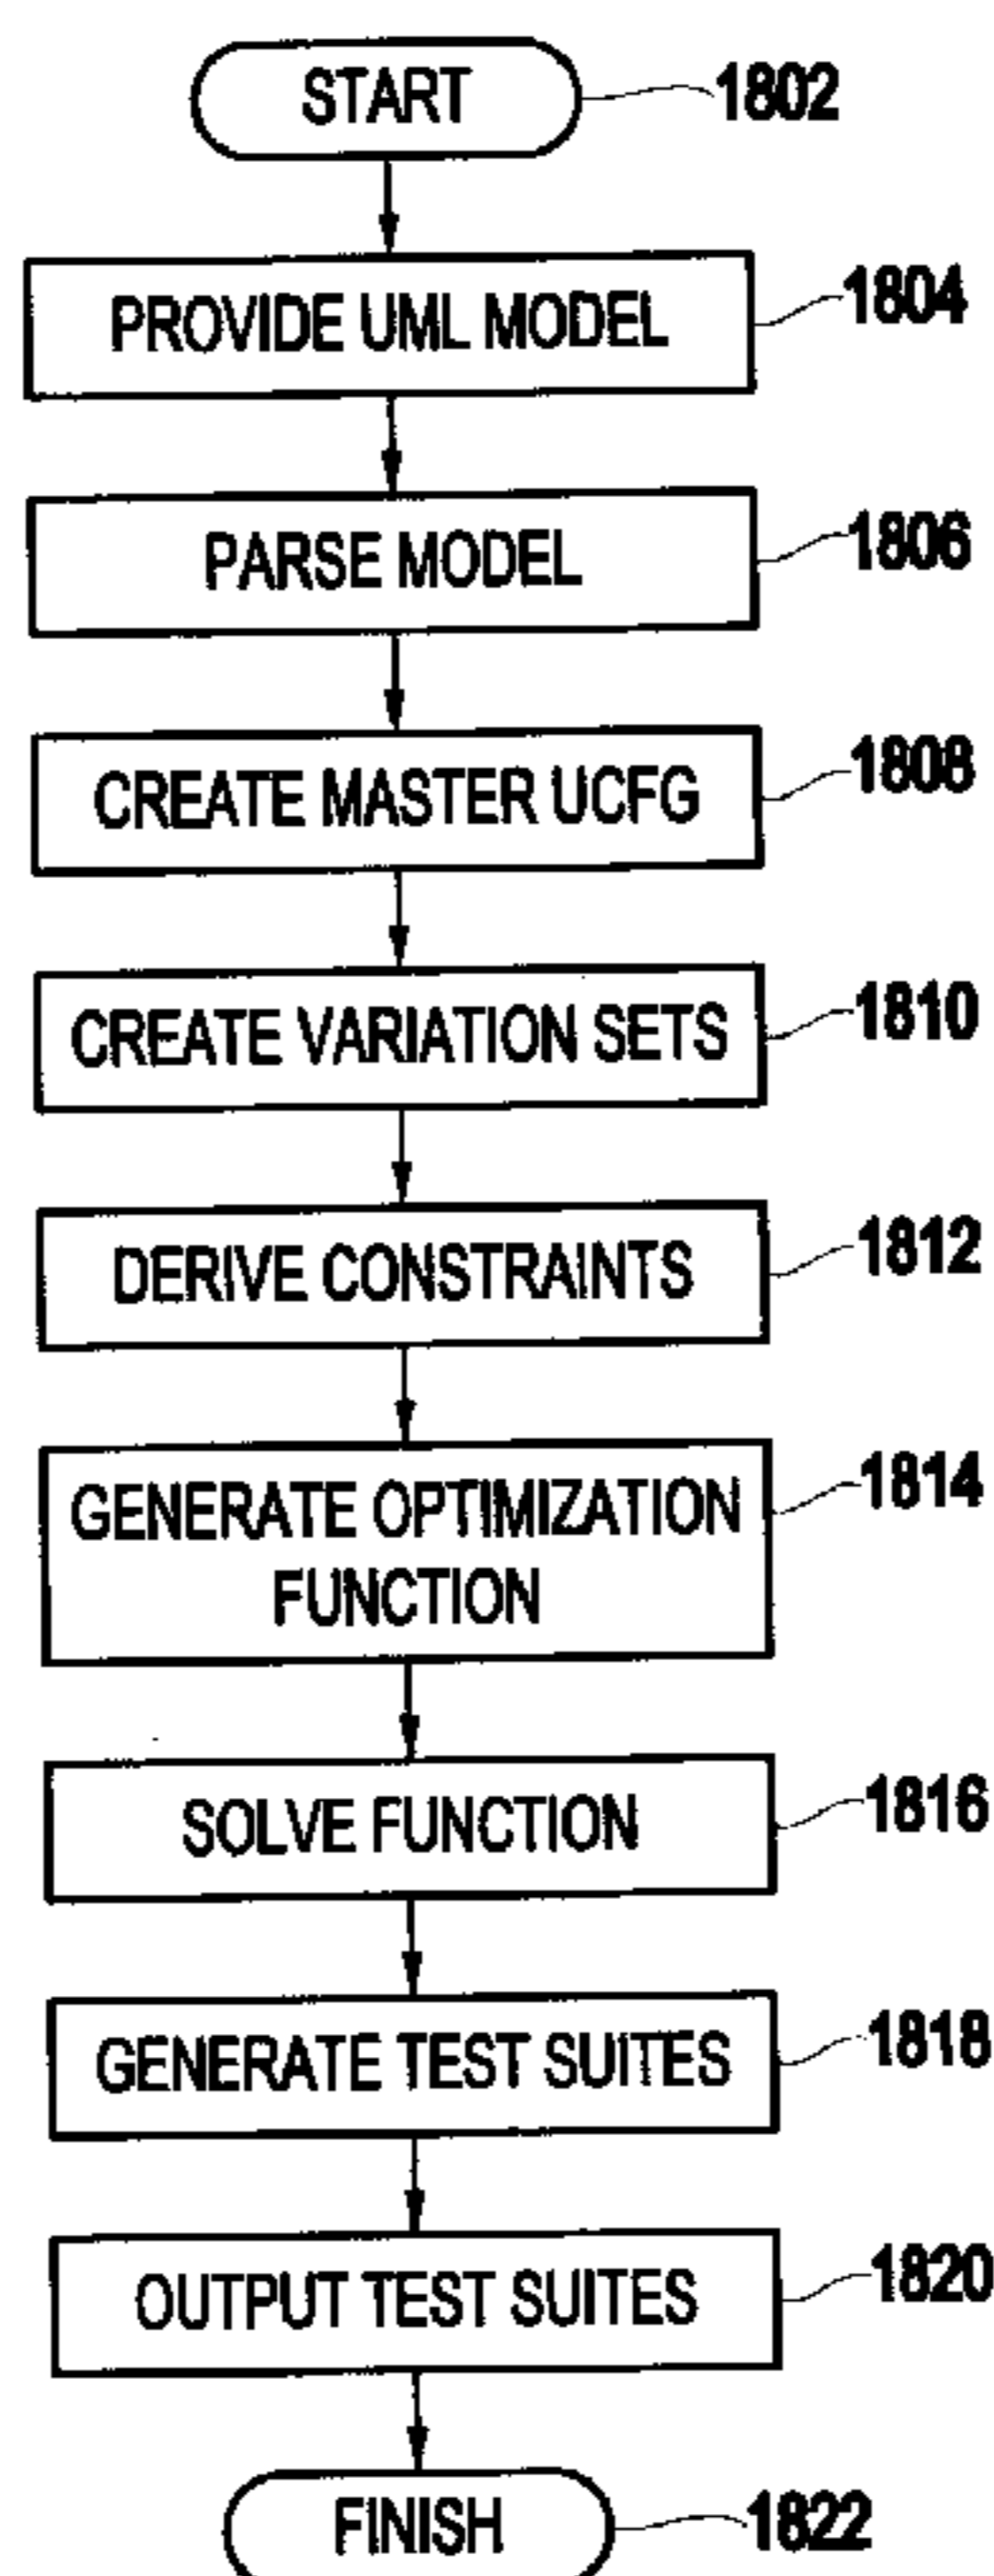 START
1802
PROVIDE UML MODEL
1804
PARSE MODEL
1806
CREATE MASTER UCFG
1808
CREATE VARIATION SETS
1810
DERIVE CONSTRAINTS
1812
GENERATE OPTIMIZATION
FUNCTION
1814
SOLVE FUNCTION
1816
GENERATE TEST SUITES
1818
OUTPUT TEST SUITES
1820
FINISH
1822